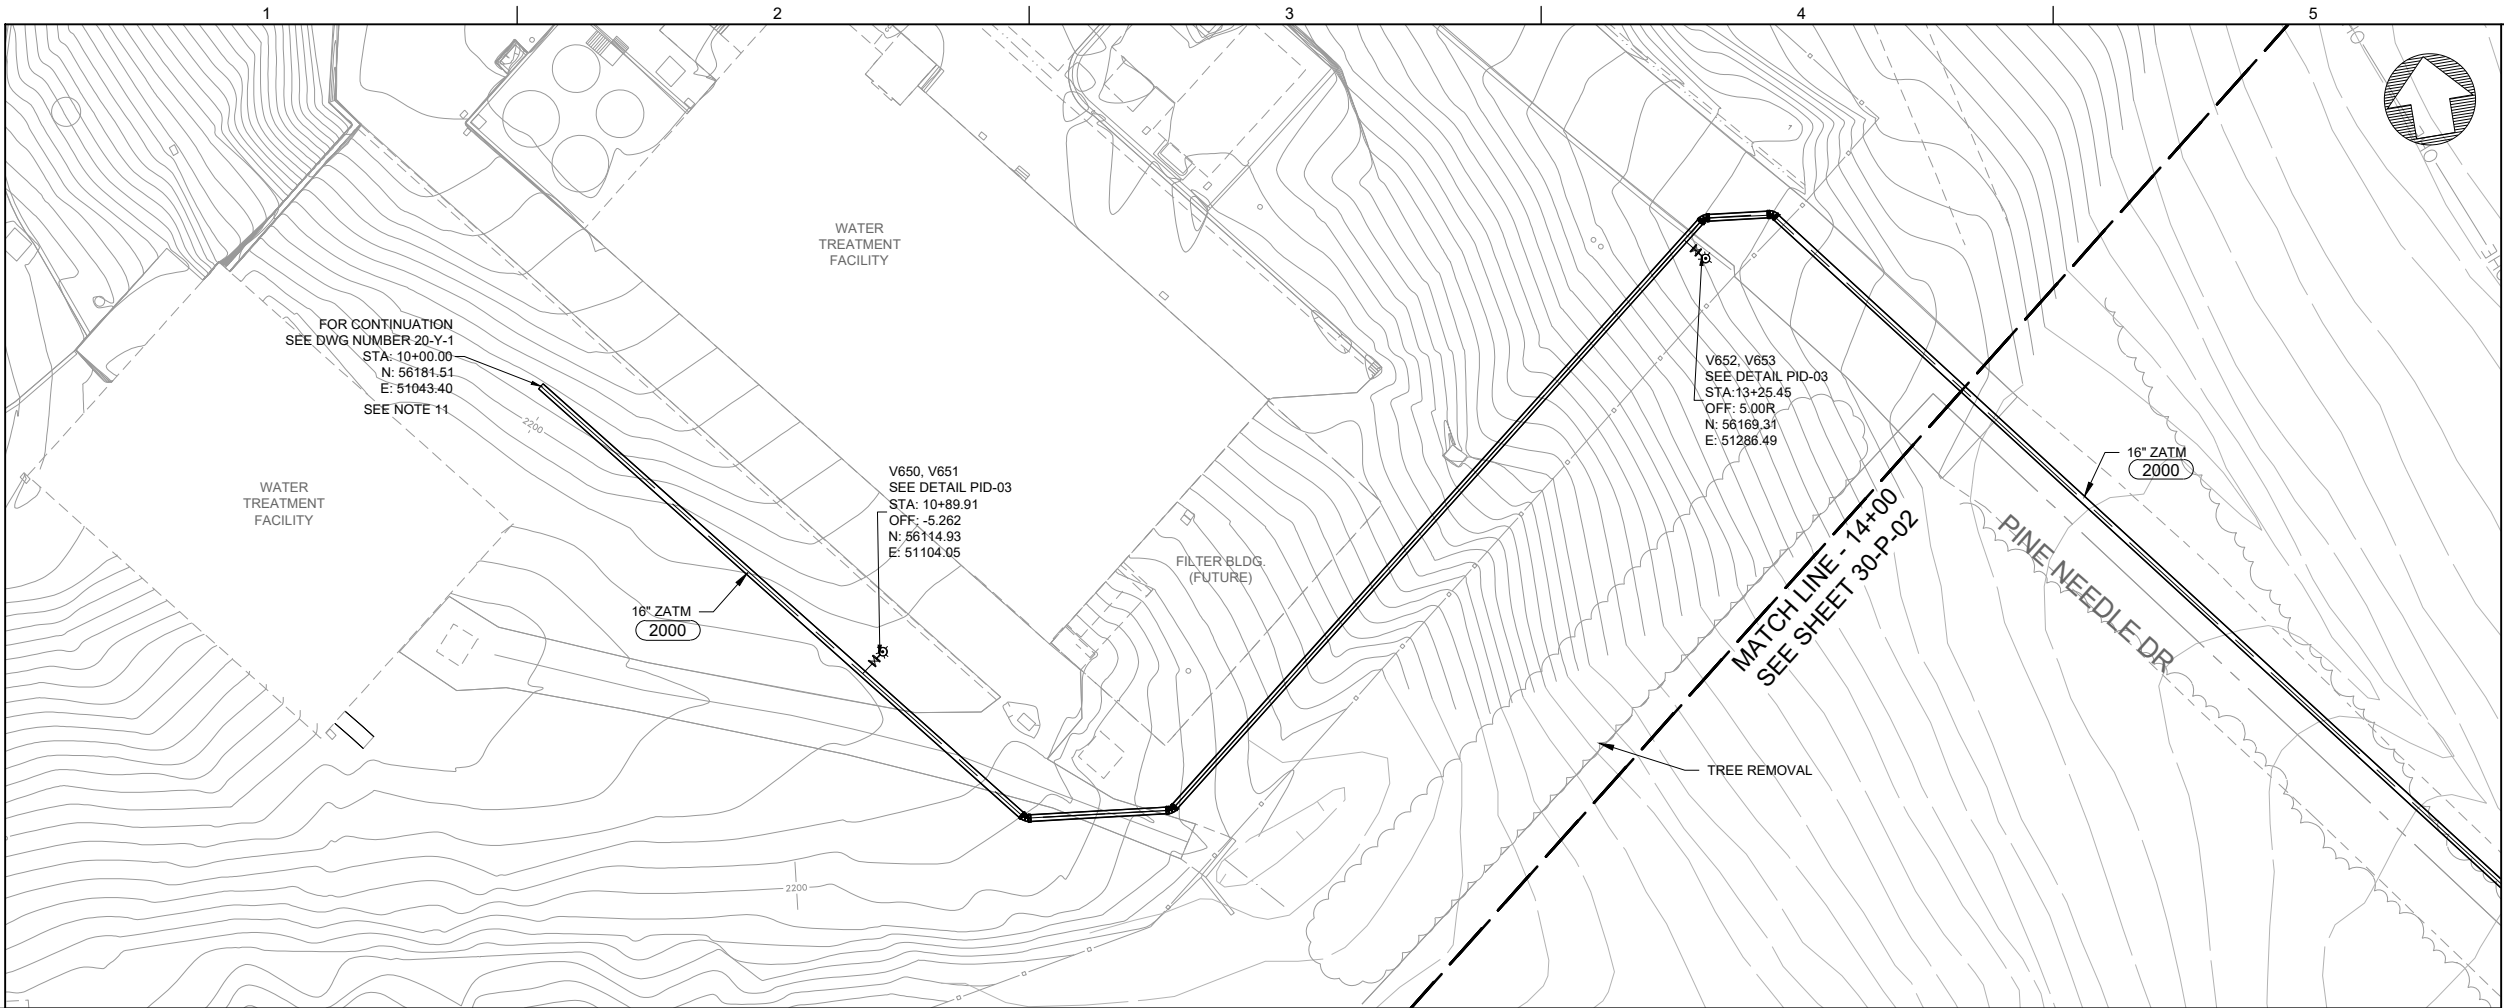 1
2
3
4
5
WATER
TREATMENT
FACILITY
FOR CONTINUATION
SEE DWG NUMBER 20-Y-1
STA: 10+00.00
N: 56181.51
E: 51043.40
SEE NOTE 11
2200
WATER
TREATMENT
FACILITY
V650, V651
SEE DETAIL PID-03
STA: 10+89.91
OFF: -5.262
N: 56114.93
E: 51104.05
16" ZATM
2000
FILTER BLDG.
(FUTURE)
V652, V653
SEE DETAIL PID-03
STA:13+25.45
OFF: 5.00R
N: 56169.31
E: 51286.49
16" ZATM
2000
MATCH LINE - 14+00
SEE SHEET 30-P-02
PINE NEEDLE DR
TREE REMOVAL
2200